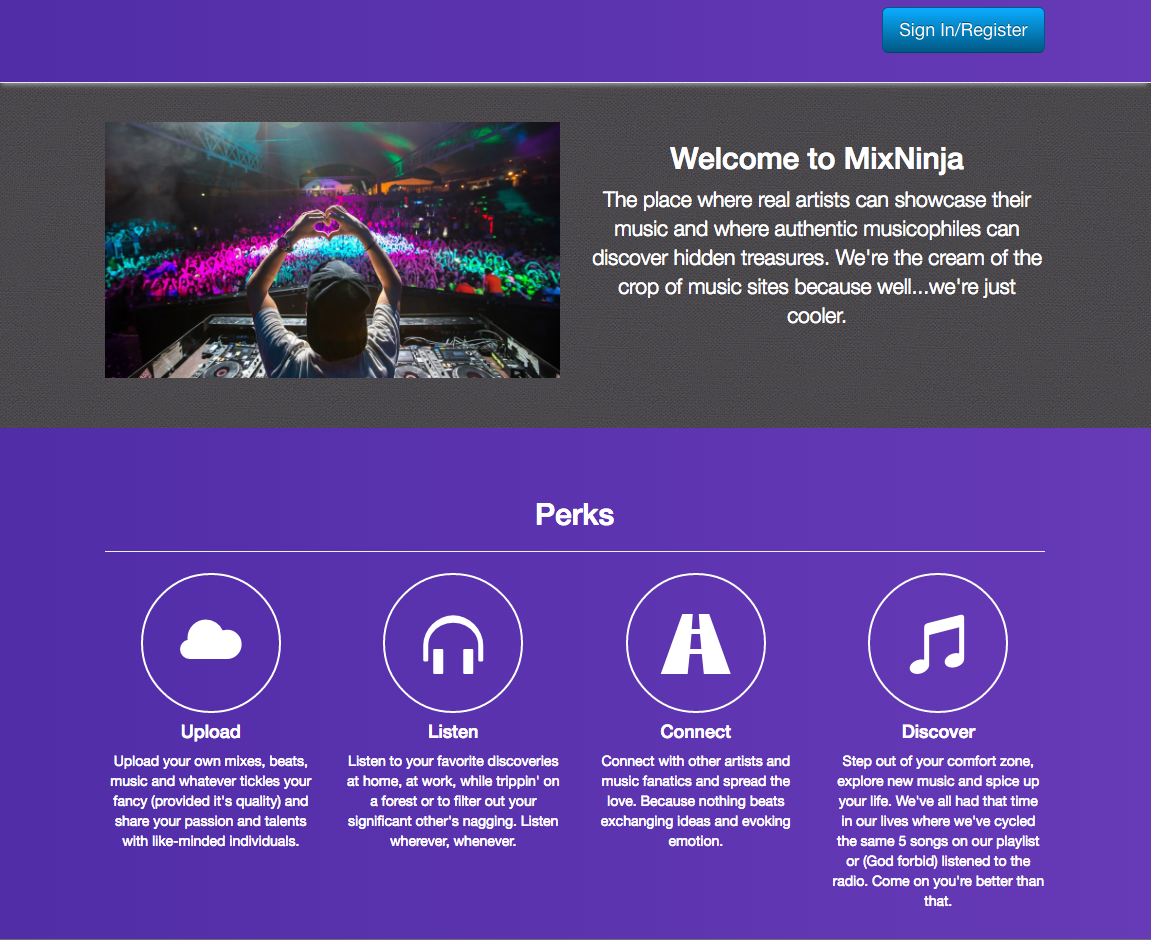 Sign In/Register
Welcome to MixNinja
The place where real artists can showcase their
music and where authentic musicophiles can
discover hidden treasures. We're the cream of the
crop of music sites because well...we're just
cooler.
Perks
Upload
Upload your own mixes, beats,
music and whatever tickles your
fancy (provided it's quality) and
share your passion and talents
with like-minded individuals.
Listen
Listen to your favorite discoveries
at home, at work, while trippin' on
a forest or to filter out your
significant other's nagging. Listen
wherever, whenever.
Connect
Connect with other artists and
music fanatics and spread the
love. Because nothing beats
exchanging ideas and evoking
emotion.
Discover
Step out of your comfort zone,
explore new music and spice up
your life. We've all had that time
in our lives where we've cycled
the same 5 songs on our playlist
or (God forbid) listened to the
radio. Come on you're better than
that.